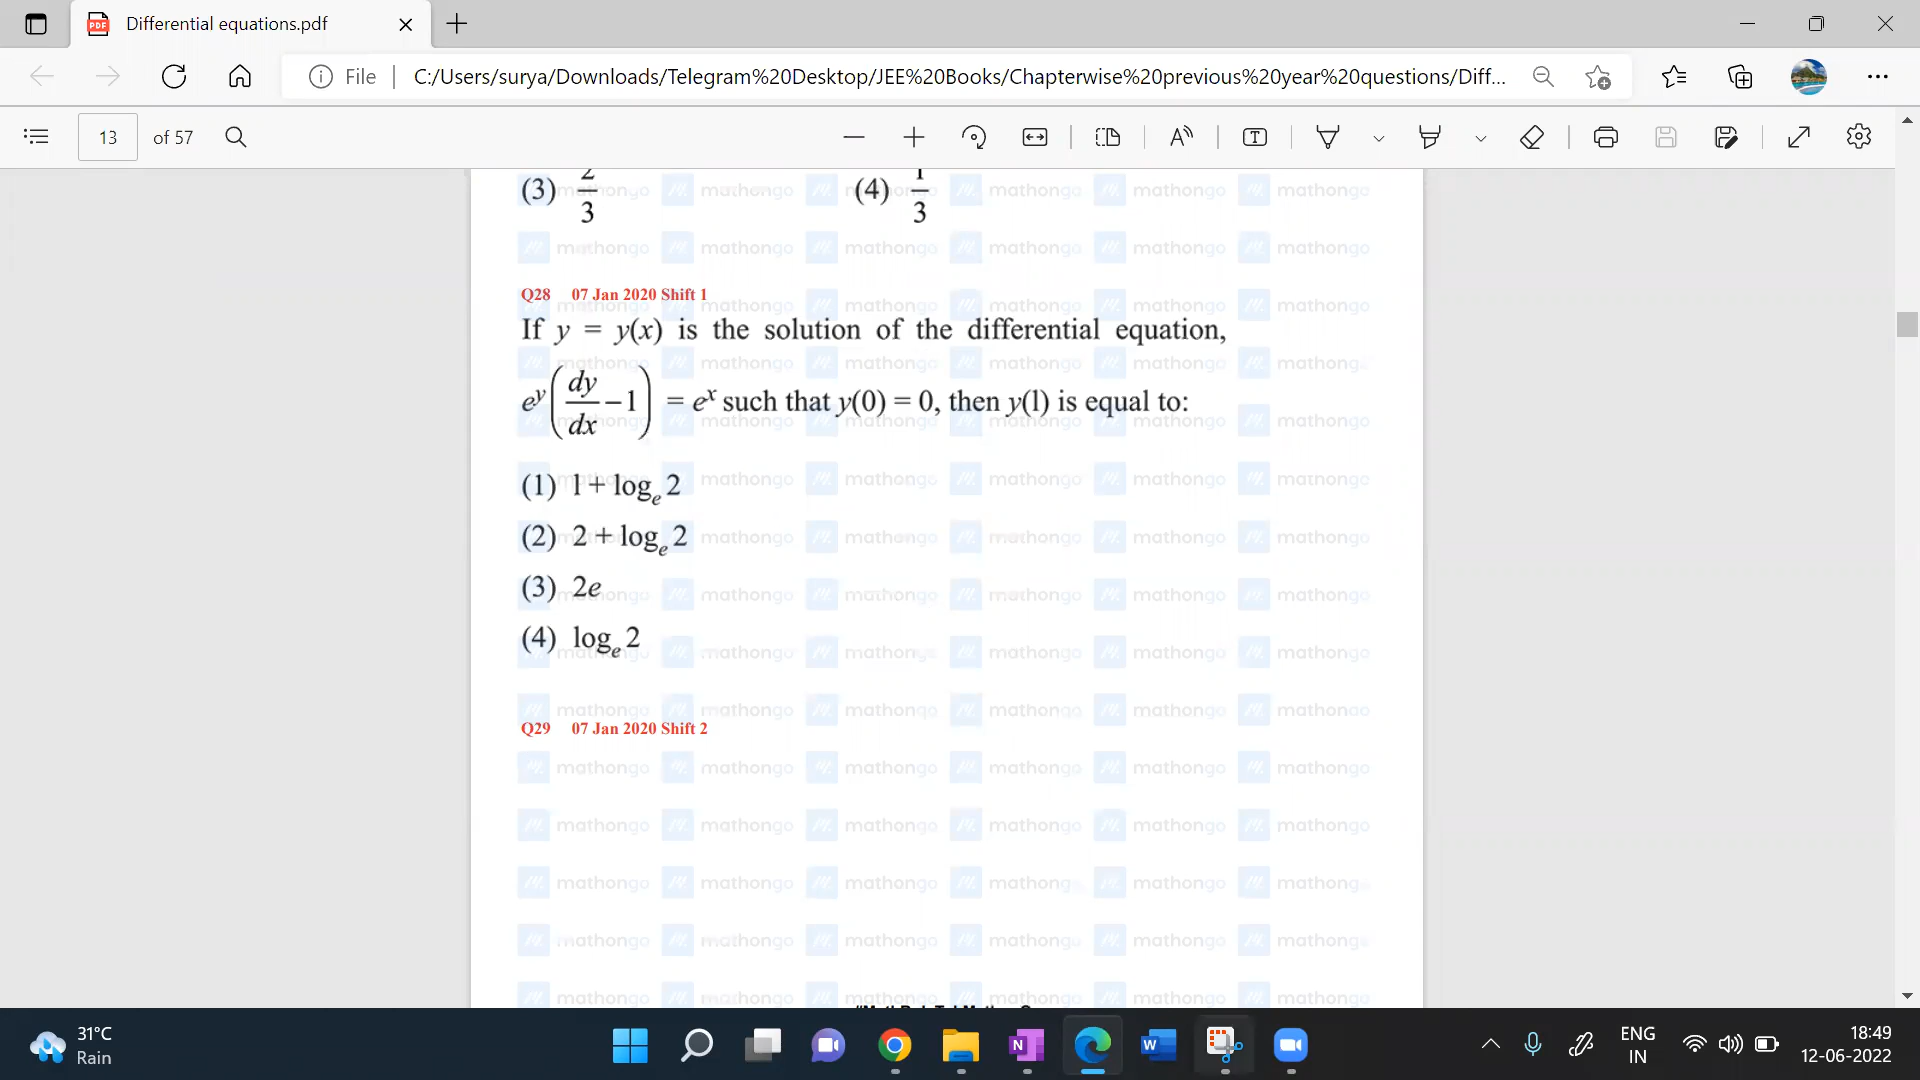 Differential equations.pdf
File C:/Users/surya/Downloads/Telegram%20Desktop/JEE%20Books/Chapterwise%20previous%20year%20questions/Diff...
13 of 57
(3) 2/3 (4) 1/3
Q28 07 Jan 2020 Shift 1
If y = y(x) is the solution of the differential equation,
e^y (dy/dx − 1) = e^x such that y(0) = 0, then y(1) is equal to:
(1) 1 + log_e 2
(2) 2 + log_e 2
(3) 2e
(4) log_e 2
Q29 07 Jan 2020 Shift 2
mathongo
31°C
Rain
ENG
IN
18:49
12-06-2022